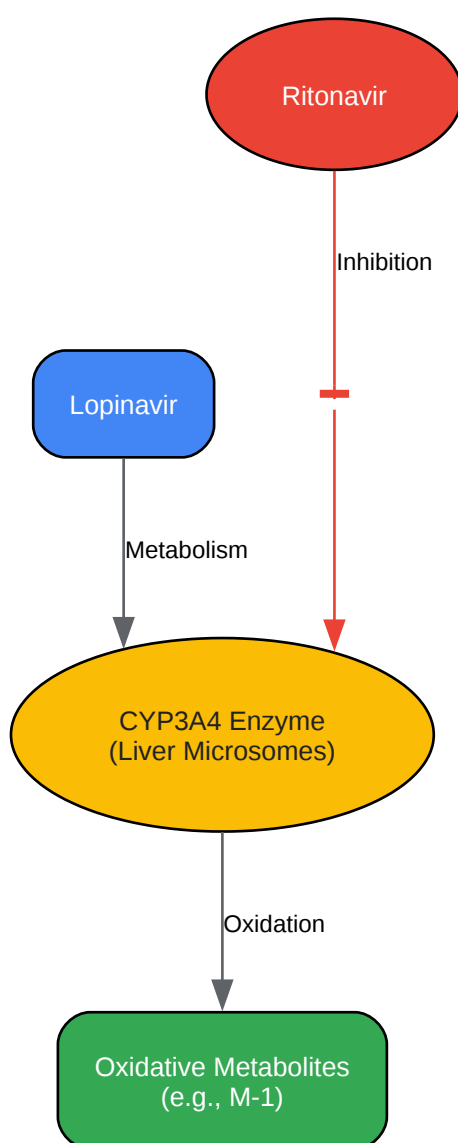 Ritonavir
Inhibition
Lopinavir
Metabolism
CYP3A4 Enzyme
(Liver Microsomes)
Oxidation
Oxidative Metabolites
(e.g., M-1)